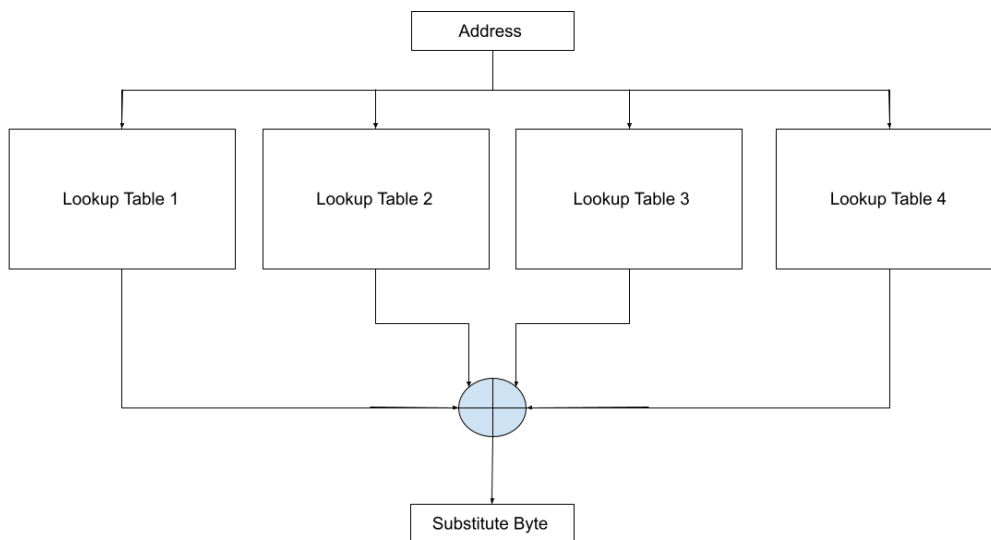 Address
Lookup Table 1
Lookup Table 2
Lookup Table 3
Lookup Table 4
Substitute Byte